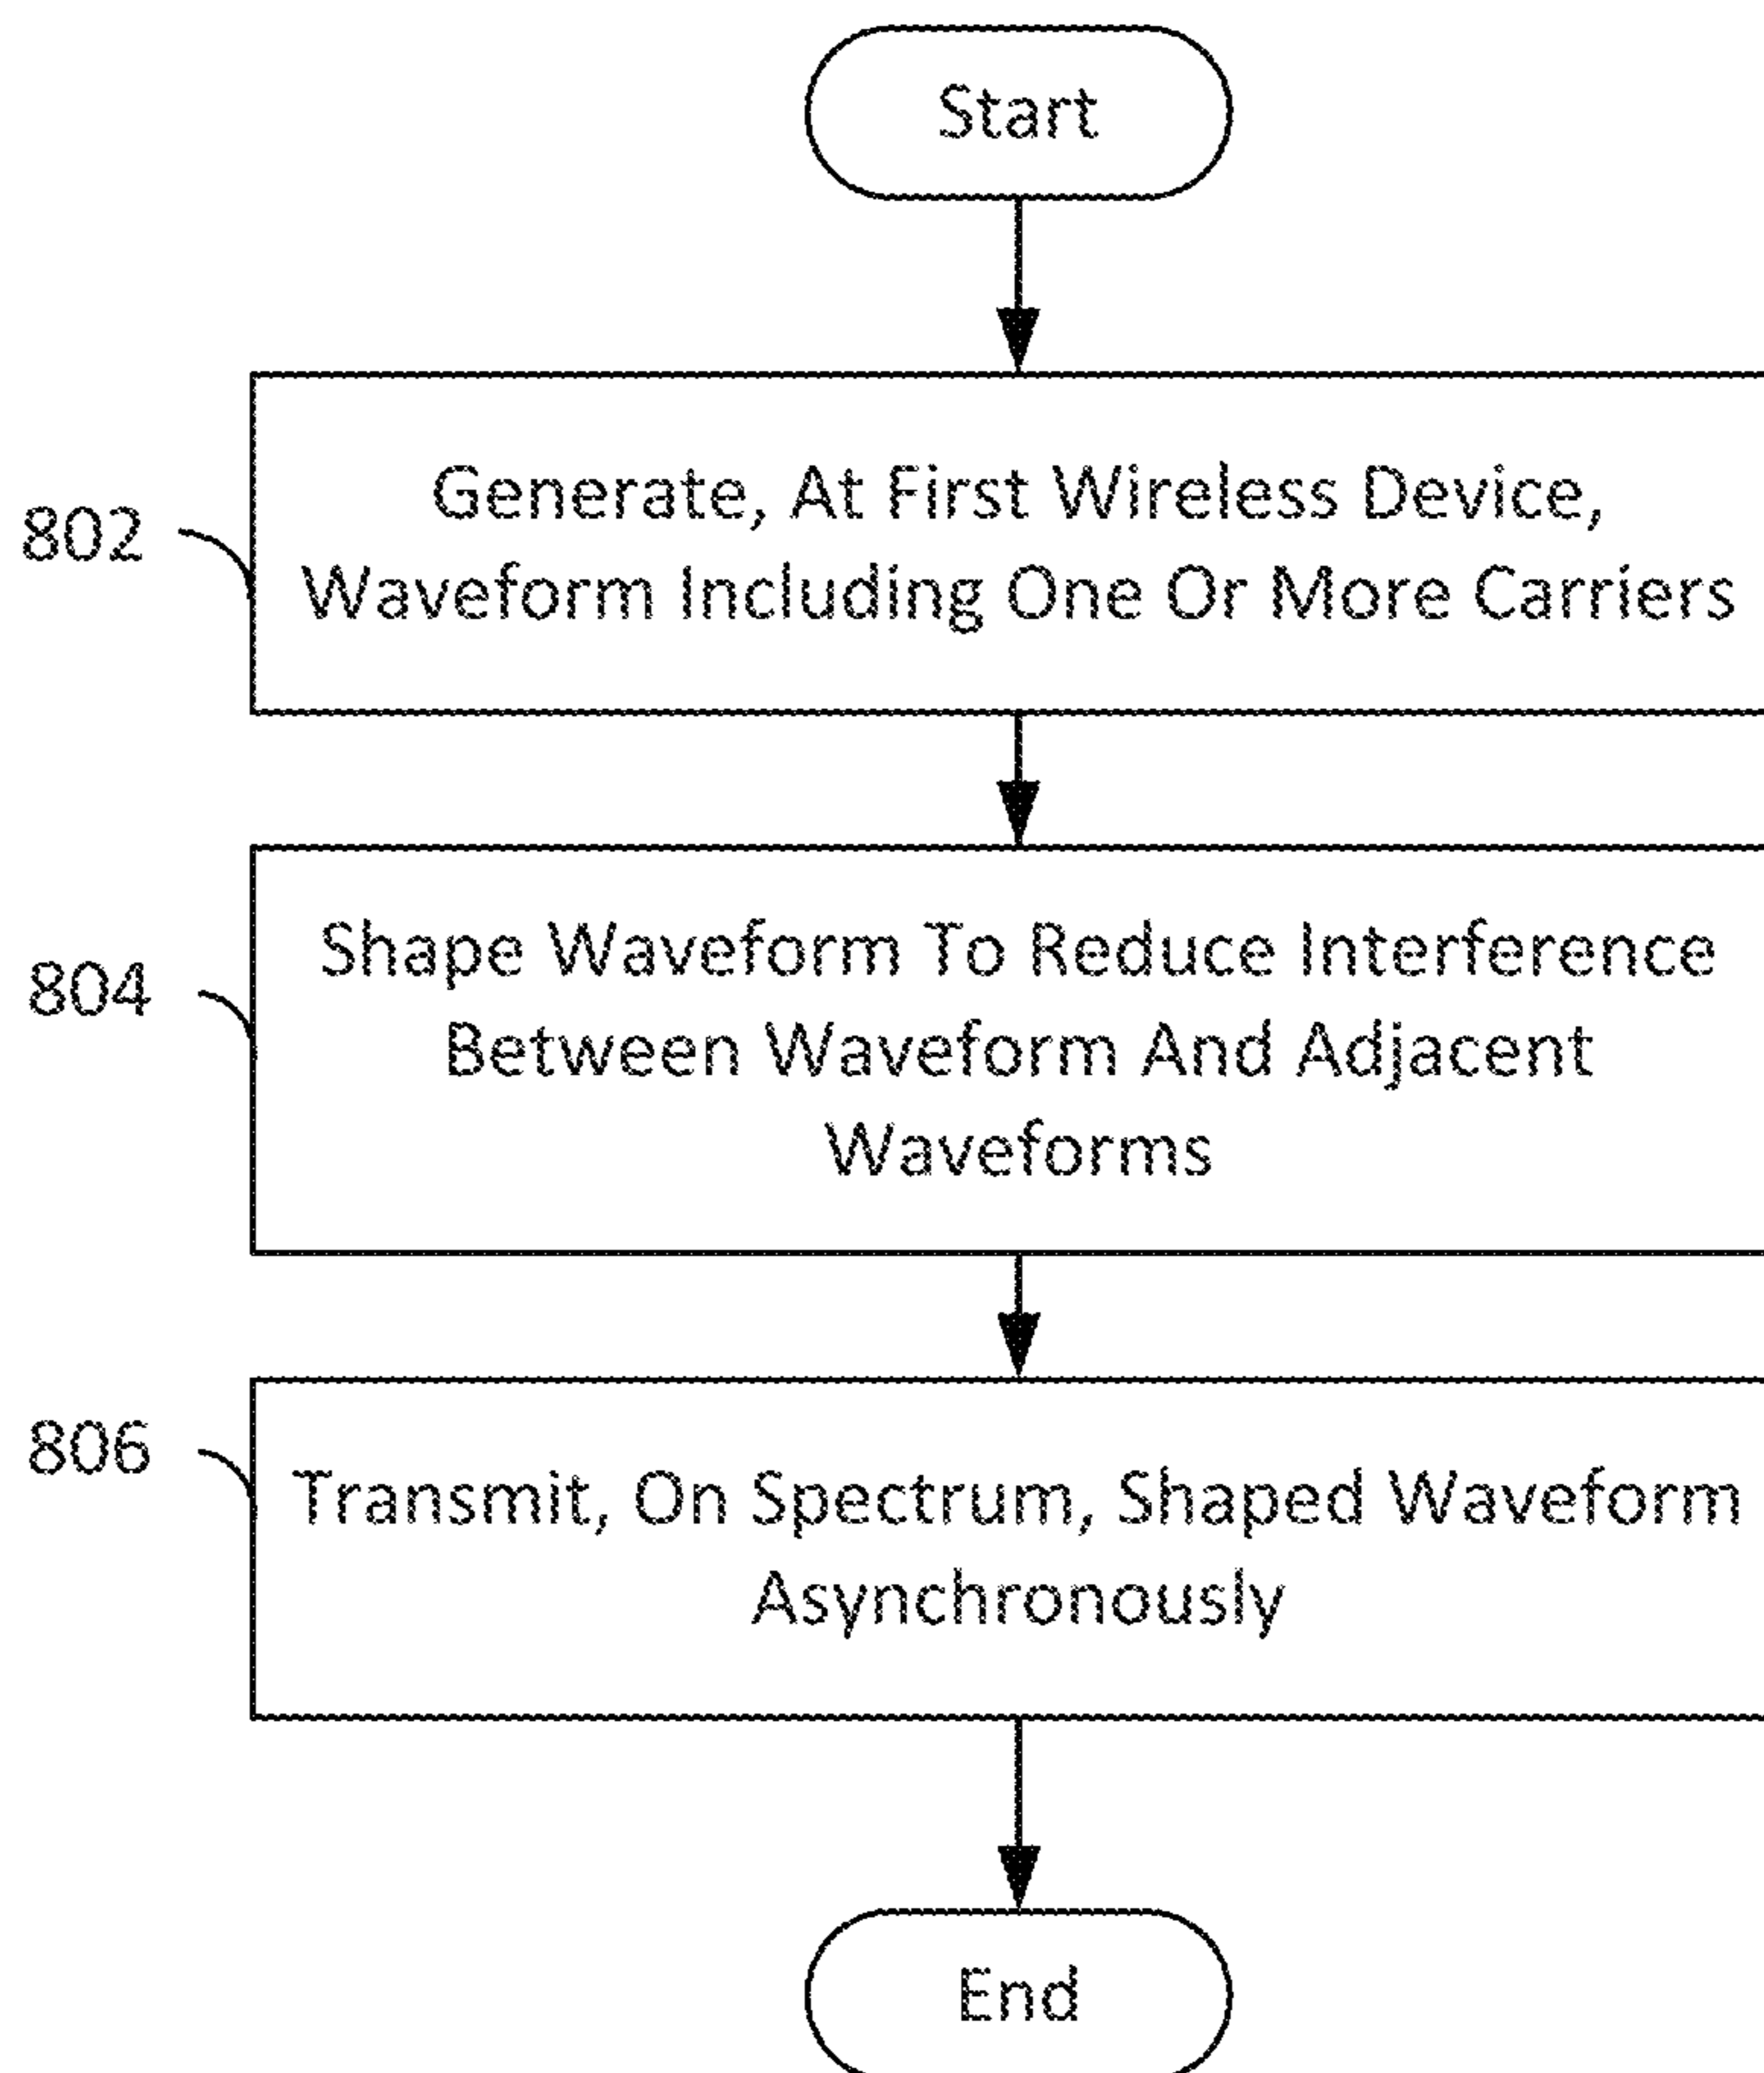 Start
802
Generate, At First Wireless Device,
Waveform Including One Or More Carriers
804
Shape Waveform To Reduce Interference
Between Waveform And Adjacent
Waveforms
806
Transmit, On Spectrum, Shaped Waveform
Asynchronously
End